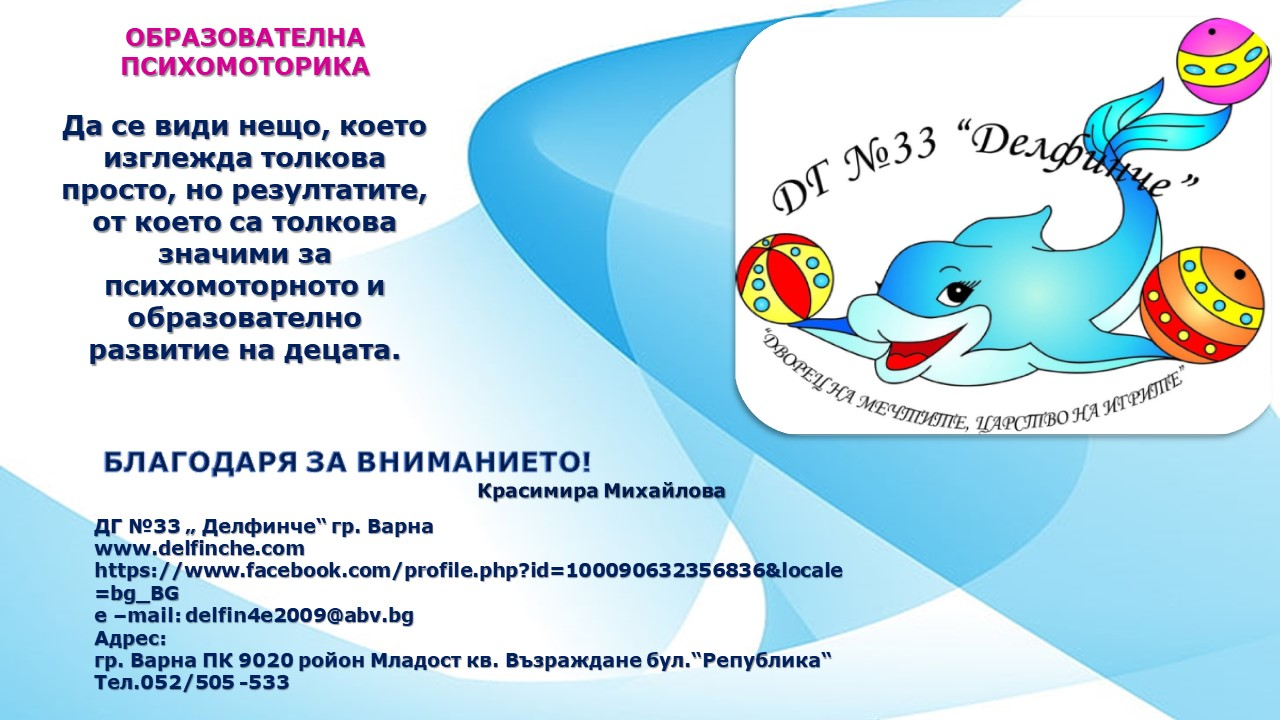 ОБРАЗОВАТЕЛНА
ПСИХОМОТОРИКА
Да се види нещо, което
изглежда толкова
просто, но резултатите,
от което са толкова
значими за
психомоторното и
образователно
развитие на децата.
ДГ №33 “Делфинче”
“ДВОРЕЦ НА МЕЧТИТЕ, ЦАРСТВО НА ИГРИТЕ”
БЛАГОДАРЯ ЗА ВНИМАНИЕТО!
Красимира Михайлова
ДГ №33 „ Делфинче“ гр. Варна
www.delfinche.com
https://www.facebook.com/profile.php?id=100090632356836&locale
=bg_BG
е –mail: delfin4e2009@abv.bg
Адрес:
гр. Варна ПК 9020 ройон Младост кв. Възраждане бул.“Република“
Тел.052/505 -533